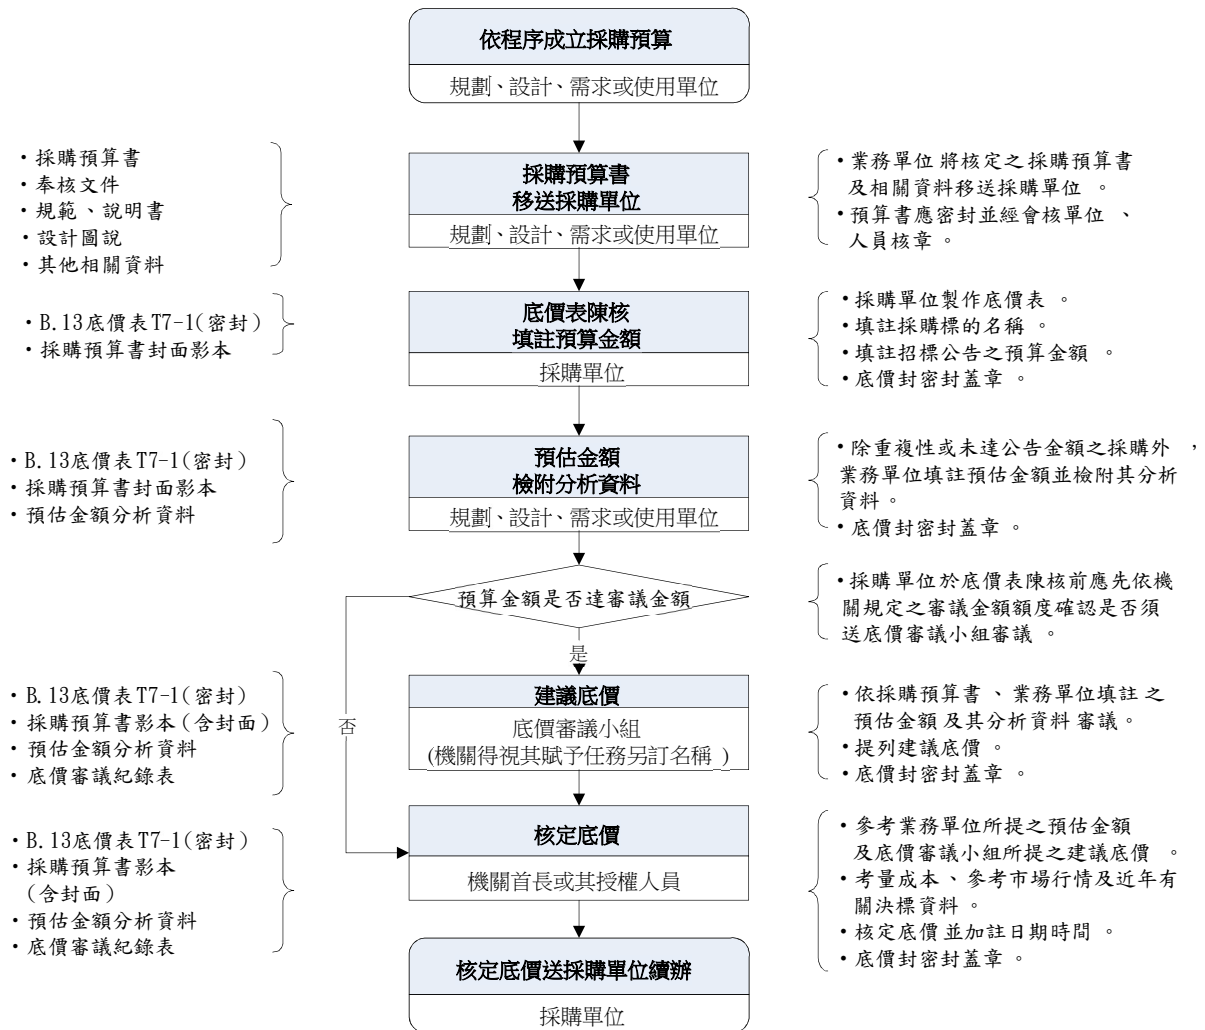 依程序成立採購預算
規劃、設計、需求或使用單位
・採購預算書
・奉核文件
・規範、說明書
・設計圖說
・其他相關資料
採購預算書
移送採購單位
規劃、設計、需求或使用單位
・業務單位將核定之採購預算書
及相關資料移送採購單位。
・預算書應密封並經會核單位、
人員核章。
・B.13底價表T7-1(密封)
・採購預算書封面影本
底價表陳核
填註預算金額
採購單位
・採購單位製作底價表。
・填註採購標的名稱。
・填註招標公告之預算金額。
・底價封密封蓋章。
・B.13底價表T7-1(密封)
・採購預算書封面影本
・預估金額分析資料
預估金額
檢附分析資料
規劃、設計、需求或使用單位
・除重複性或未達公告金額之採購外，
業務單位填註預估金額並檢附其分析
資料。
・底價封密封蓋章。
預算金額是否達審議金額
・採購單位於底價表陳核前應先依機
關規定之審議金額額度確認是否須
送底價審議小組審議。
是
否
・B.13底價表T7-1(密封)
・採購預算書影本(含封面)
・預估金額分析資料
・底價審議紀錄表
建議底價
底價審議小組
(機關得視其賦予任務另訂名稱)
・依採購預算書、業務單位填註之
預估金額及其分析資料審議。
・提列建議底價。
・底價封密封蓋章。
・B.13底價表T7-1(密封)
・採購預算書影本
(含封面)
・預估金額分析資料
・底價審議紀錄表
核定底價
機關首長或其授權人員
・參考業務單位所提之預估金額
及底價審議小組所提之建議底價。
・考量成本、參考市場行情及近年有
關決標資料。
・核定底價並加註日期時間。
・底價封密封蓋章。
核定底價送採購單位續辦
採購單位